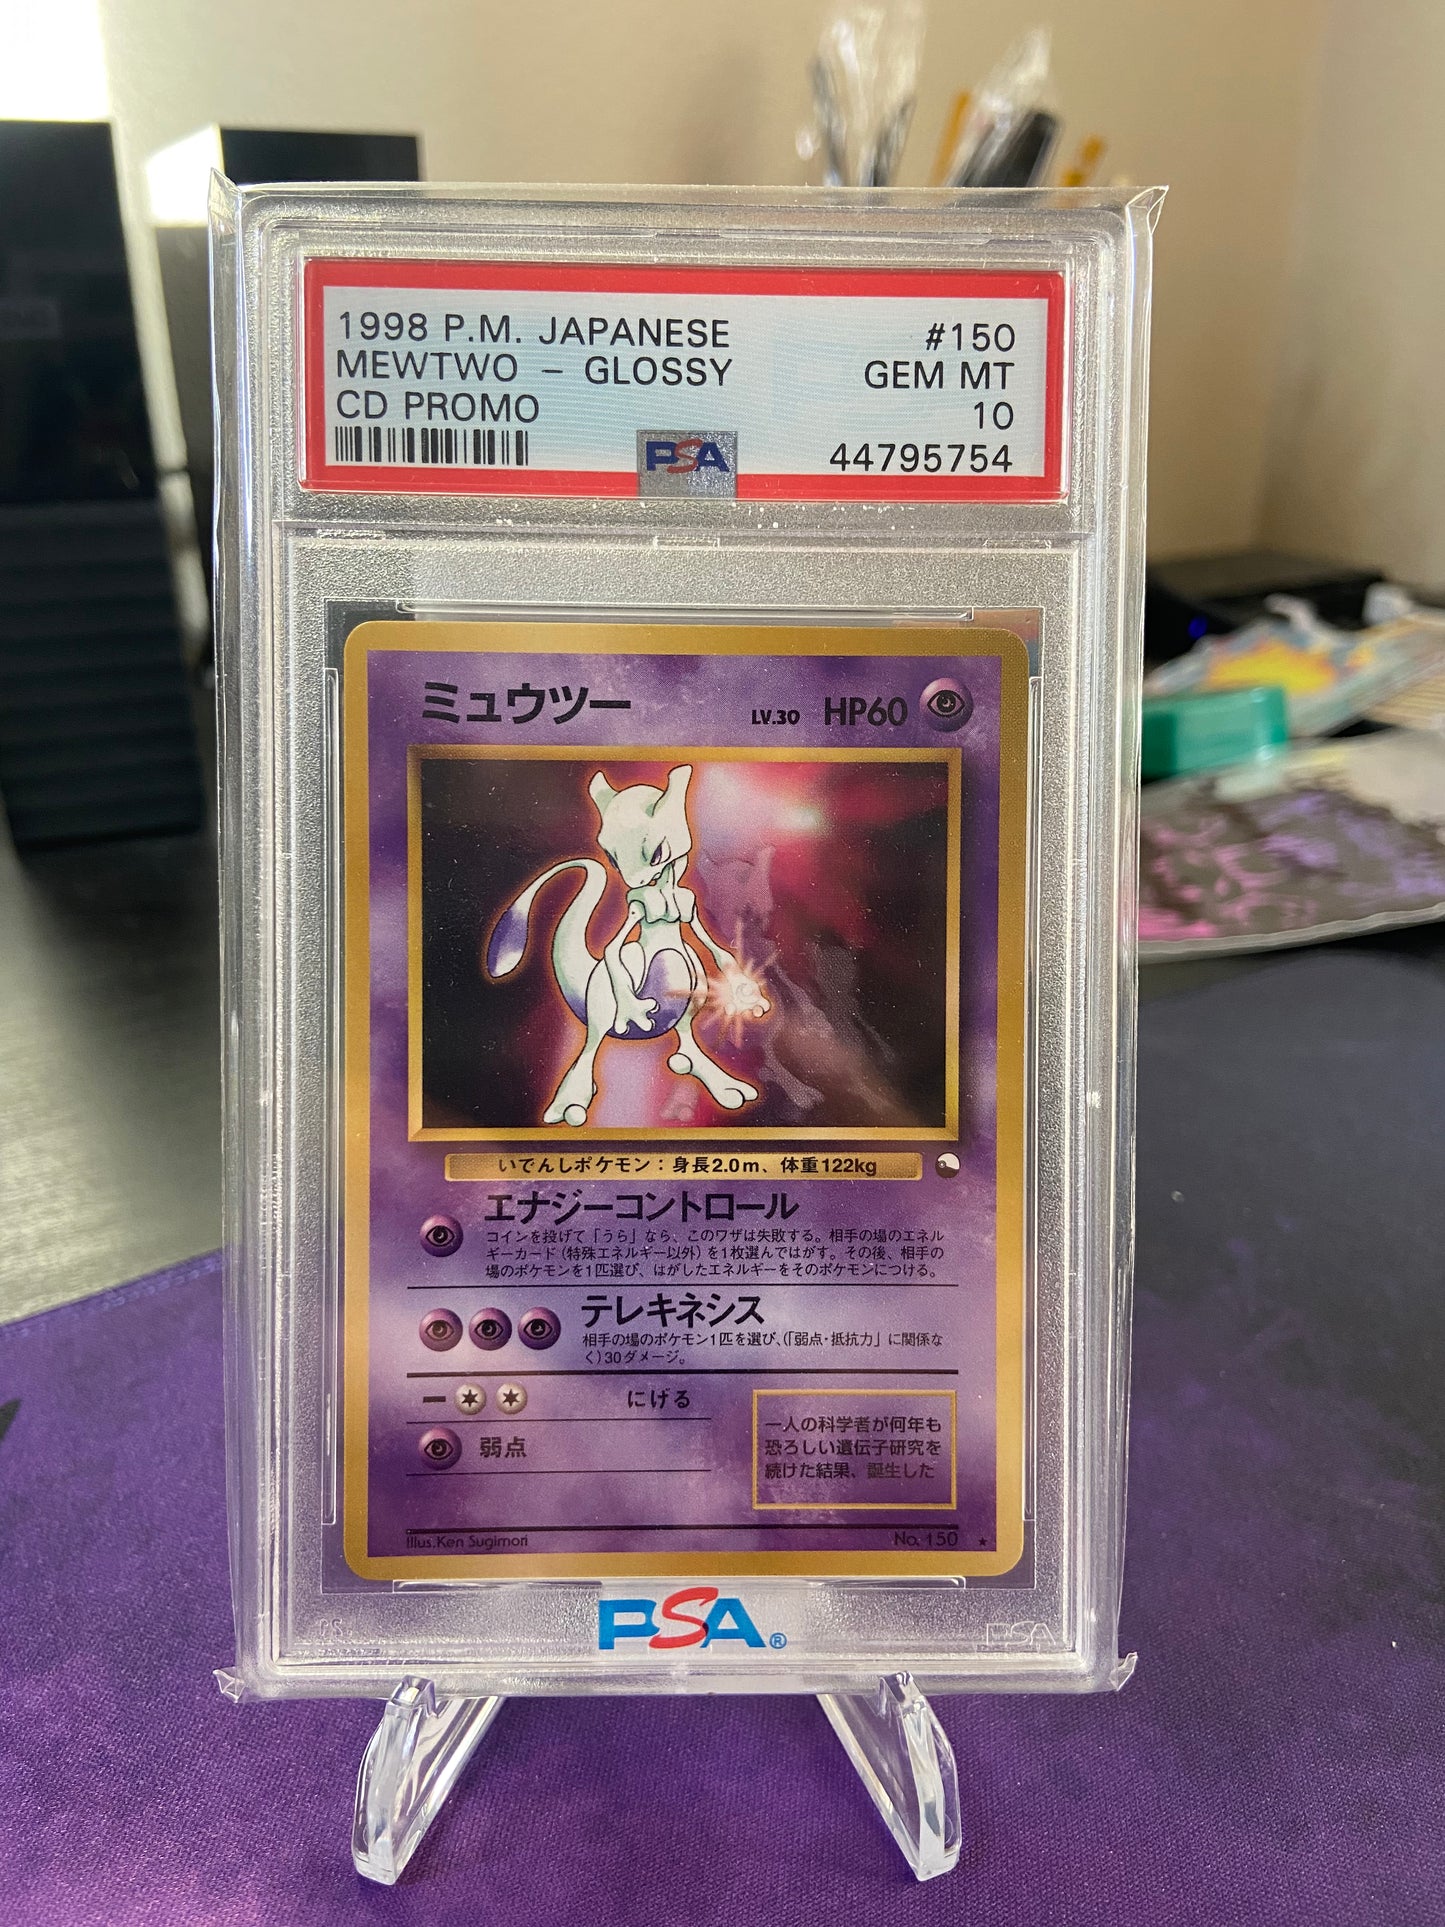 1998 P.M. JAPANESE #150
MEWTWO - GLOSSY GEM MT
CD PROMO 10
PSA 44795754
ミュウツー LV.30 HP60
いでんしポケモン：身長2.0m、体重122kg
エナジーコントロール
コインを投げて「うら」なら、このワザは失敗する。相手の場のエネル
ギーカード（特殊エネルギー以外）を1枚選んではがす。その後、相手の
場のポケモンを1匹選び、はがしたエネルギーをそのポケモンにつける。
テレキネシス
相手の場のポケモン1匹を選び、（「弱点・抵抗力」に関係な
く）30ダメージ。
にげる
弱点
一人の科学者が何年も
恐ろしい遺伝子研究を
続けた結果、誕生した
Illus.Ken Sugimori No.150 ★
PSA®
PSA